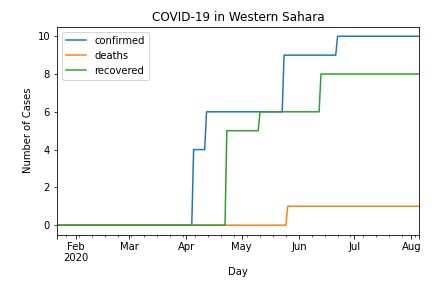 COVID-19 in Western Sahara
confirmed
deaths
recovered
Number of Cases
10
8
6
4
2
0
Feb Mar Apr May Jun Jul Aug
2020
Day